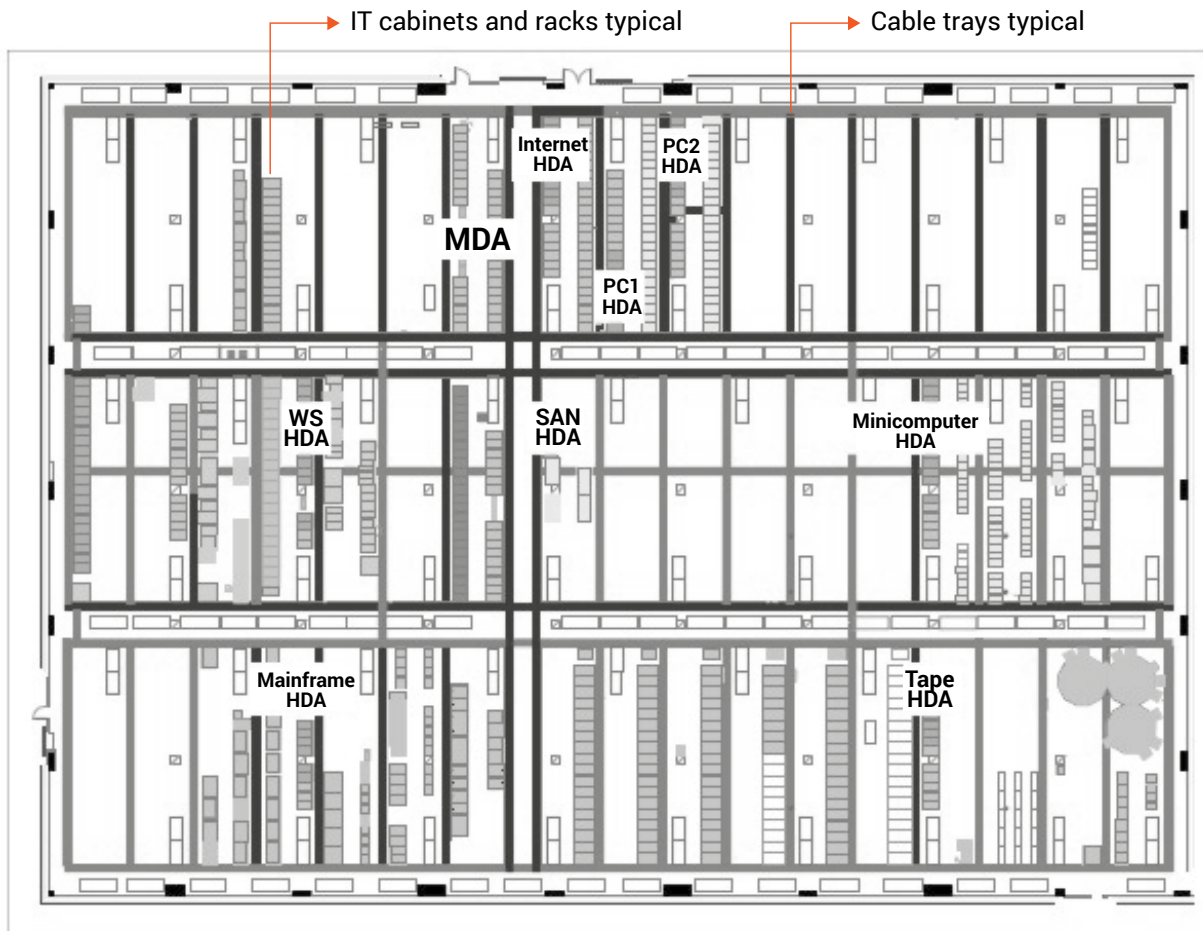 IT cabinets and racks typical
Cable trays typical
Internet
HDA
PC2
HDA
MDA
PC1
HDA
WS
HDA
SAN
HDA
Minicomputer
HDA
Mainframe
HDA
Tape
HDA